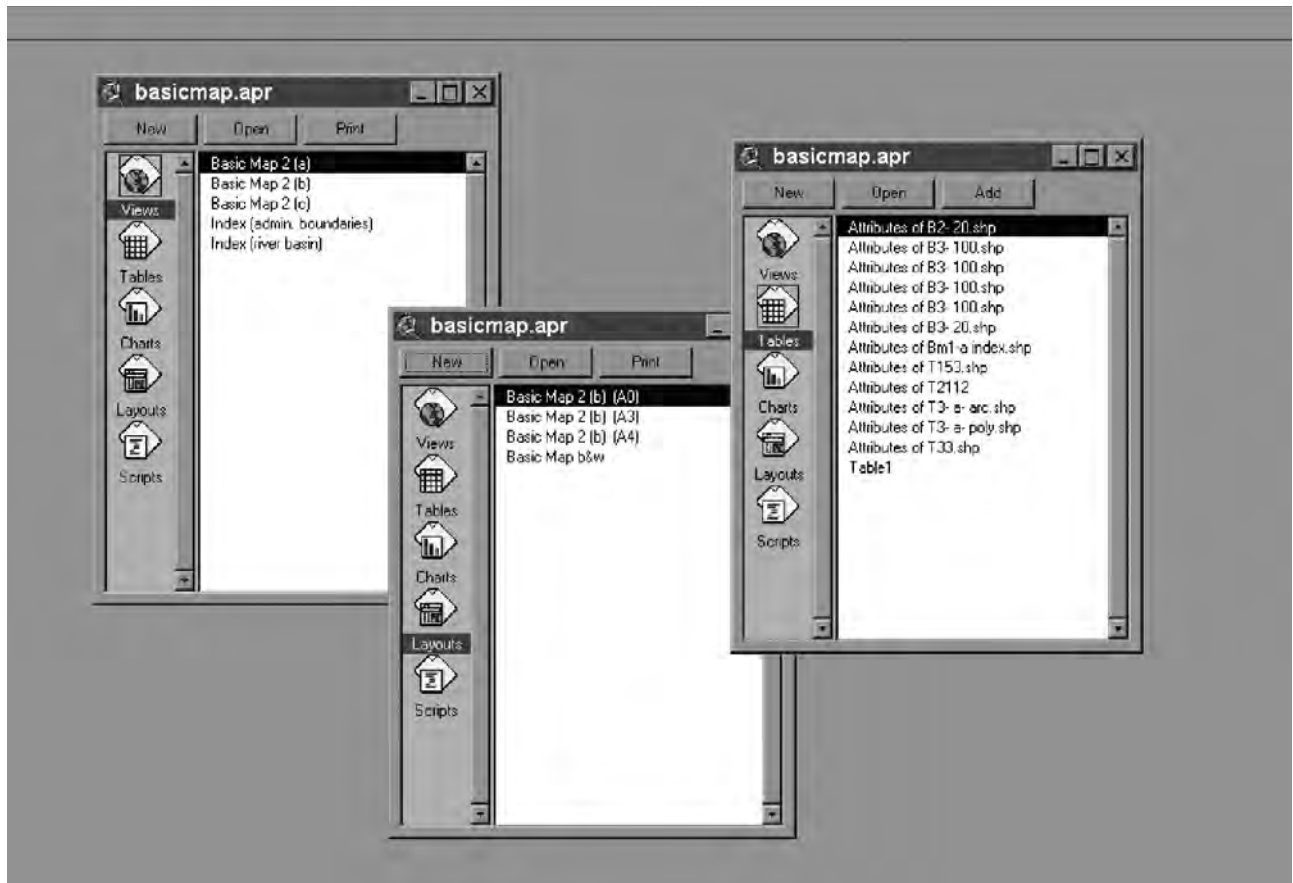 basicmap.apr
New Open Print
Views
Tables
Charts
Layouts
Scripts
Basic Map 2 (a)
Basic Map 2 (b)
Basic Map 2 (c)
Index (admin. boundaries)
Index (river basin)
basicmap.apr
New Open Print
Views
Tables
Charts
Layouts
Scripts
Basic Map 2 (b) (A0)
Basic Map 2 (b) (A3)
Basic Map 2 (b) (A4)
Basic Map b&w
basicmap.apr
New Open Add
Views
Tables
Charts
Layouts
Scripts
Attributes of B2- 20.shp
Attributes of B3- 100.shp
Attributes of B3- 100.shp
Attributes of B3- 100.shp
Attributes of B3- 100.shp
Attributes of B3- 20.shp
Attributes of Bm1-a index.shp
Attributes of T153.shp
Attributes of T2112
Attributes of T3- a- arc.shp
Attributes of T3- a- poly.shp
Attributes of T33.shp
Table1